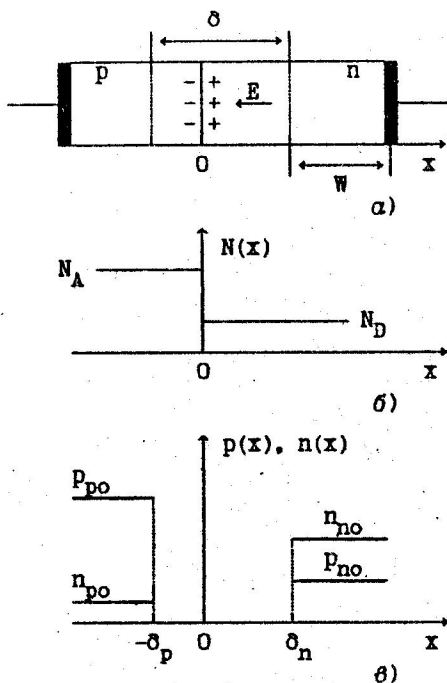 δ
p n
- +
- + E
- +
0 x
W
а)
N(x)
N_A
N_D
0 x
б)
p(x), n(x)
p_po
n_no
p_no
n_po
-δ_p 0 δ_n x
в)